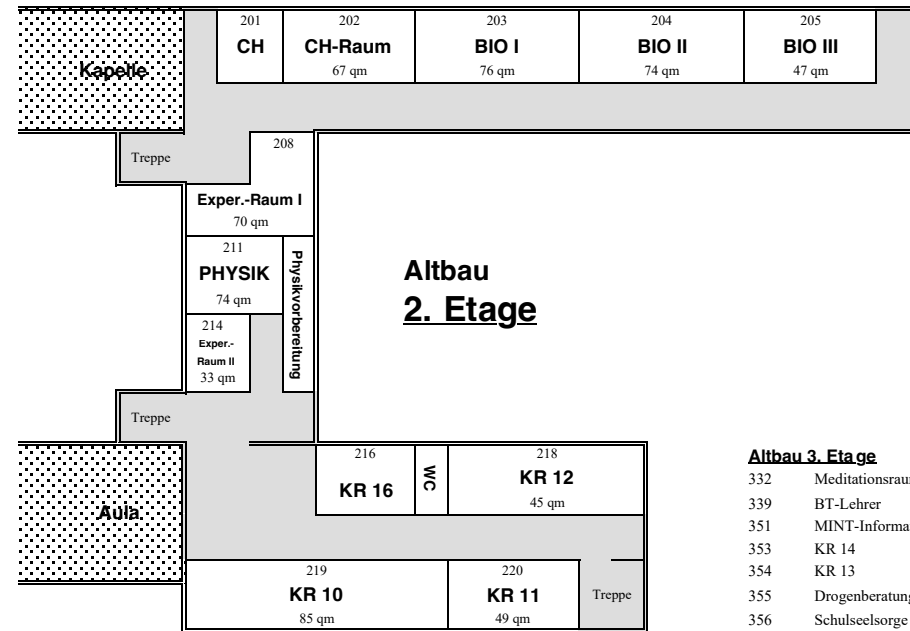 201
CH
202
CH-Raum
67 qm
203
BIO I
76 qm
204
BIO II
74 qm
205
BIO III
47 qm
Kapelle
Treppe
208
Exper.-Raum I
70 qm
211
PHYSIK
74 qm
Physikvorbereitung
214
Exper.-
Raum II
33 qm
Altbau
2. Etage
Treppe
216
KR 16
WC
218
KR 12
45 qm
Aula
219
KR 10
85 qm
220
KR 11
49 qm
Treppe
Altbau 3. Etage
332 Meditationsrau
339 BT-Lehrer
351 MINT-Informa
353 KR 14
354 KR 13
355 Drogenberatung
356 Schulseelsorge